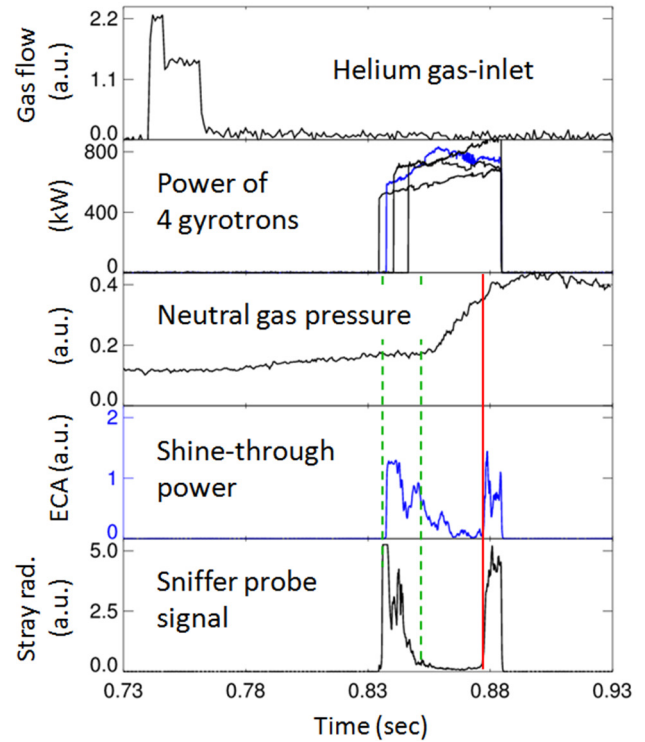 Gas flow
(a.u.)
2.2
1.1
0.0
Helium gas-inlet
(kW)
800
400
0
Power of
4 gyrotrons
(a.u.)
0.4
0.2
0.0
Neutral gas pressure
ECA (a.u.)
2
1
0
Shine-through
power
Stray rad.
(a.u.)
5.0
2.5
0.0
Sniffer probe
signal
0.73 0.78 0.83 0.88 0.93
Time (sec)